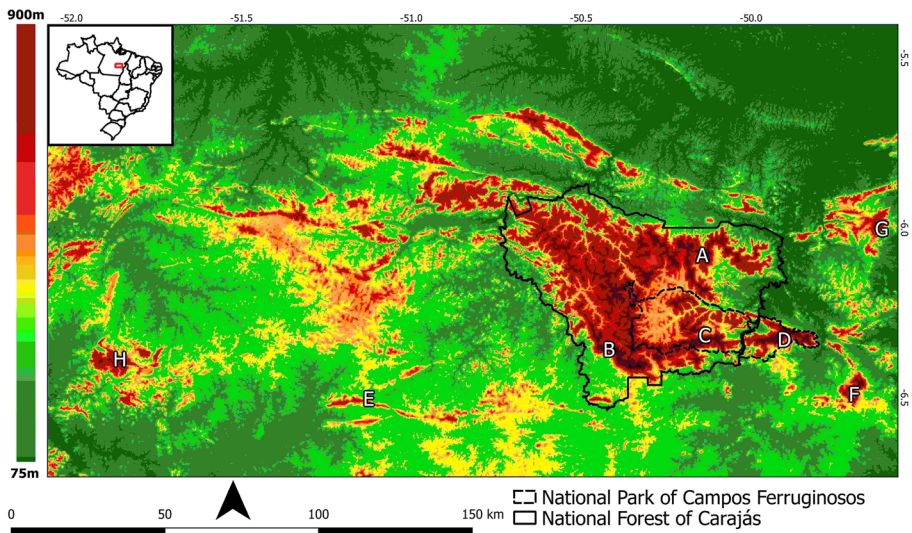 900m
-52.0 -51.5 -51.0 -50.5 -50.0
-5.5
G
-6.0
A
C
D
B
H
E
F
-6.5
75m
National Park of Campos Ferruginosos
National Forest of Carajás
0 50 100 150 km